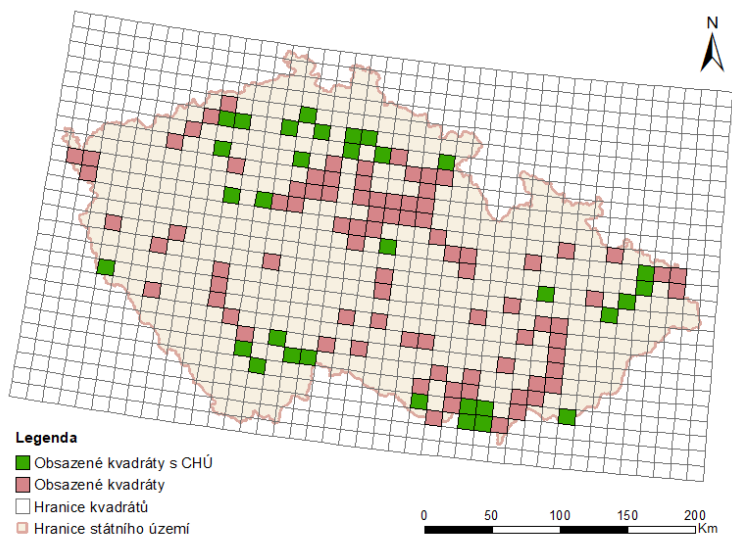 N
Legenda
Obsazené kvadráty s CHÚ
Obsazené kvadráty
Hranice kvadrátů
Hranice státního území
0 50 100 150 200
Km